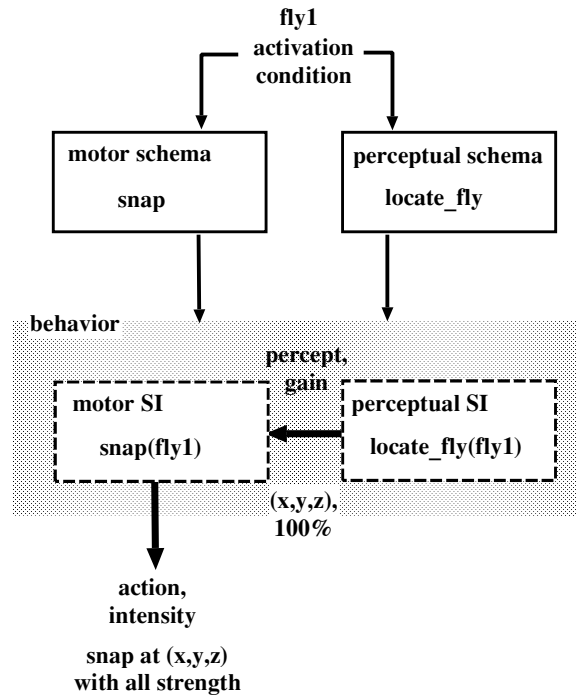 fly1
activation
condition
motor schema
snap
perceptual schema
locate_fly
behavior
percept,
gain
motor SI
snap(fly1)
perceptual SI
locate_fly(fly1)
(x,y,z),
100%
action,
intensity
snap at (x,y,z)
with all strength